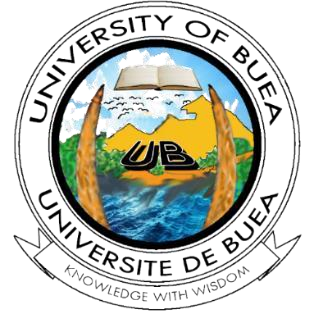 UNIVERSITY OF BUEA
UB
UNIVERSITE DE BUEA
KNOWLEDGE WITH WISDOM